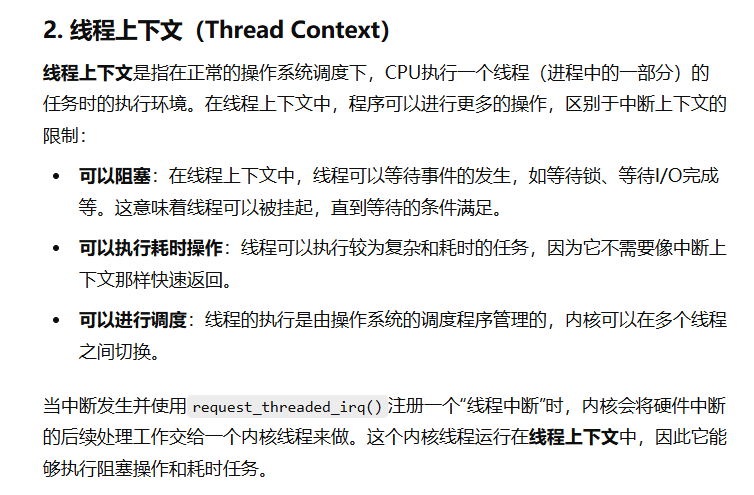 2. 线程上下文（Thread Context）
线程上下文是指在正常的操作系统调度下，CPU执行一个线程（进程中的一部分）的
任务时的执行环境。在线程上下文中，程序可以进行更多的操作，区别于中断上下文的
限制：
• 可以阻塞：在线程上下文中，线程可以等待事件的发生，如等待锁、等待I/O完成
等。这意味着线程可以被挂起，直到等待的条件满足。
• 可以执行耗时操作：线程可以执行较为复杂和耗时的任务，因为它不需要像中断上
下文那样快速返回。
• 可以进行调度：线程的执行是由操作系统的调度程序管理的，内核可以在多个线程
之间切换。
当中断发生并使用 request_threaded_irq() 注册一个“线程中断”时，内核会将硬件中断
的后续处理工作交给一个内核线程来做。这个内核线程运行在线程上下文中，因此它能
够执行阻塞操作和耗时任务。